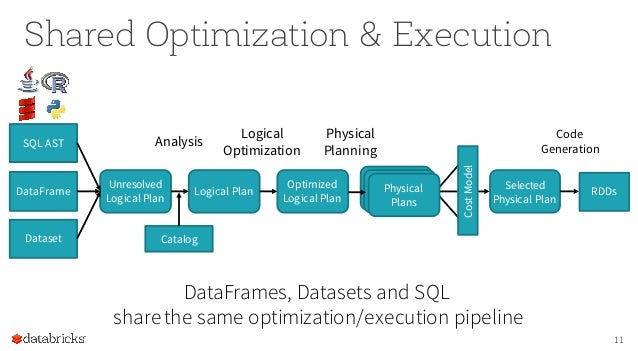 Shared Optimization & Execution
SQL AST
DataFrame
Dataset
Analysis
Logical
Optimization
Physical
Planning
Code
Generation
Unresolved
Logical Plan
Logical Plan
Optimized
Logical Plan
Physical
Plans
Cost Model
Selected
Physical Plan
RDDs
Catalog
DataFrames, Datasets and SQL
share the same optimization/execution pipeline
databricks
11